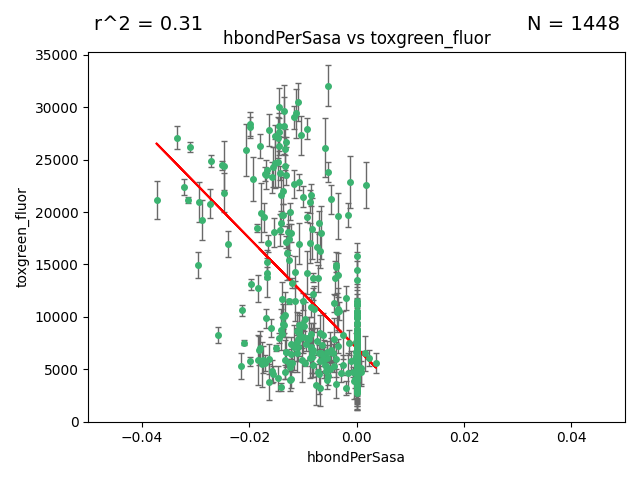 r^2 = 0.31
N = 1448
hbondPerSasa vs toxgreen_fluor
35000
30000
25000
20000
15000
10000
5000
0
toxgreen_fluor
−0.04
−0.02
0.00
0.02
0.04
hbondPerSasa